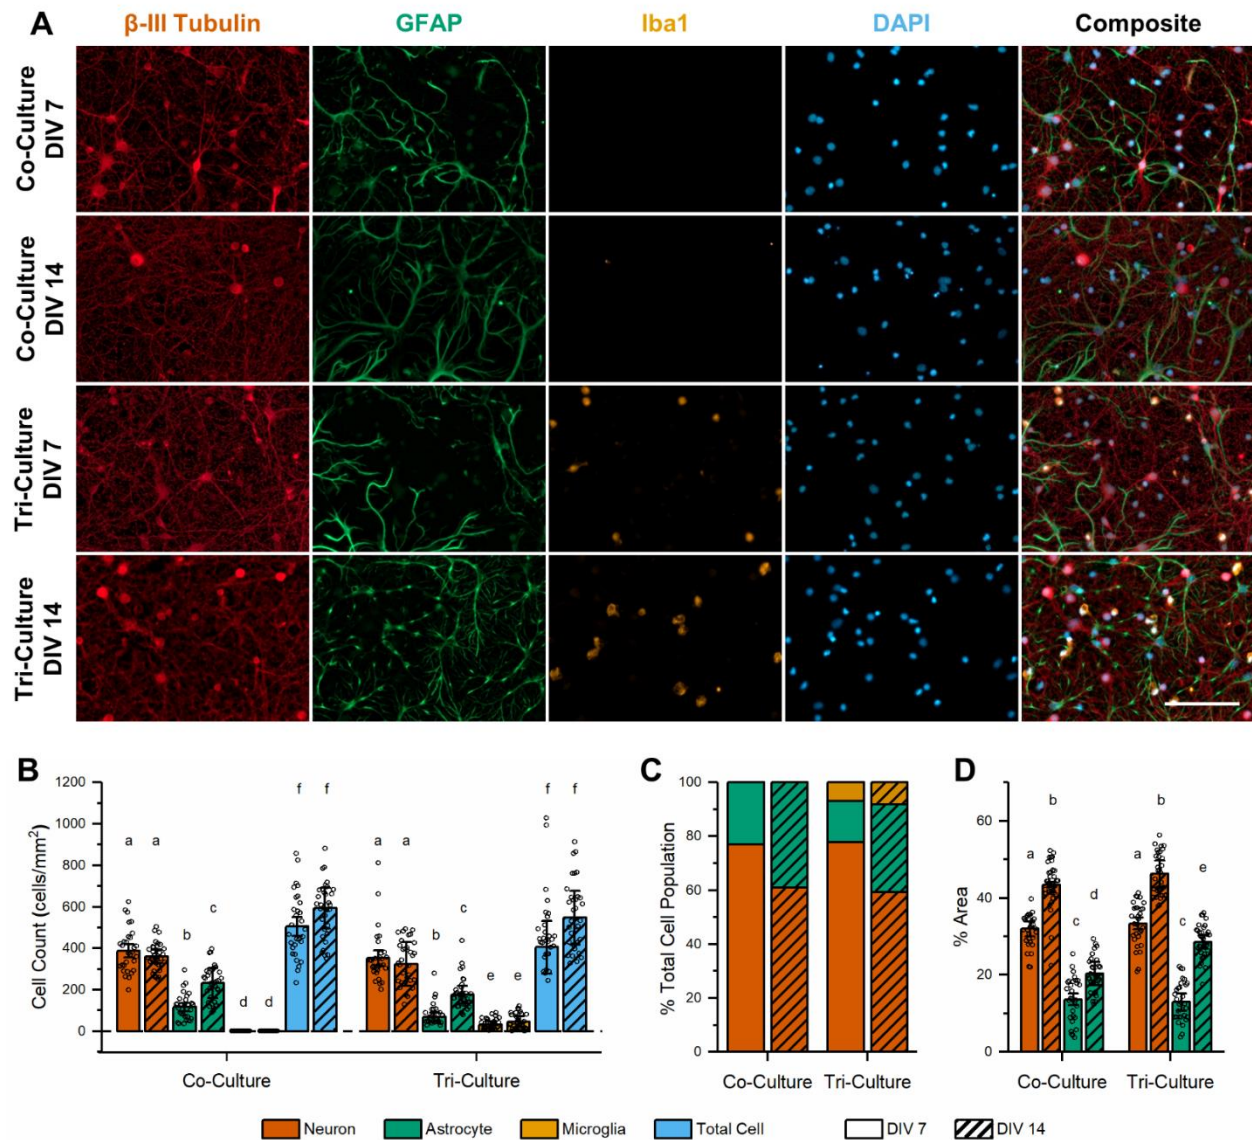 A
β-III Tubulin GFAP Iba1 DAPI Composite
Co-Culture
DIV 7
Co-Culture
DIV 14
Tri-Culture
DIV 7
Tri-Culture
DIV 14
B
Cell Count (cells/mm²)
1200
1000
800
600
400
200
0
a a b c d d f f a a b c e e f f
Co-Culture Tri-Culture
C
% Total Cell Population
100
80
60
40
20
0
Co-Culture Tri-Culture
D
% Area
60
40
20
0
a b c d a b c e
Co-Culture Tri-Culture
Neuron Astrocyte Microglia Total Cell DIV 7 DIV 14